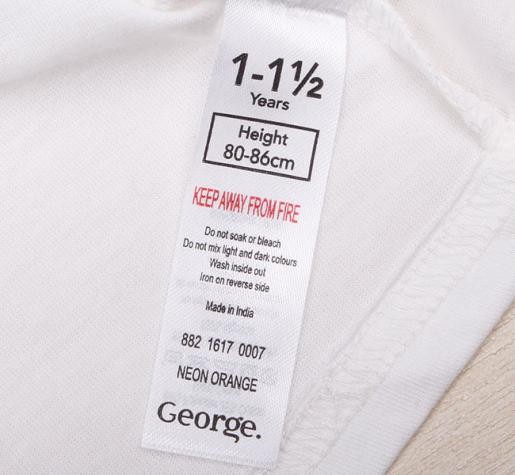 1-1½
Years
Height
80-86cm
KEEP AWAY FROM FIRE
Do not soak or bleach
Do not mix light and dark colours
Wash inside out
Iron on reverse side
Made in India
882 1617 0007
NEON ORANGE
George.